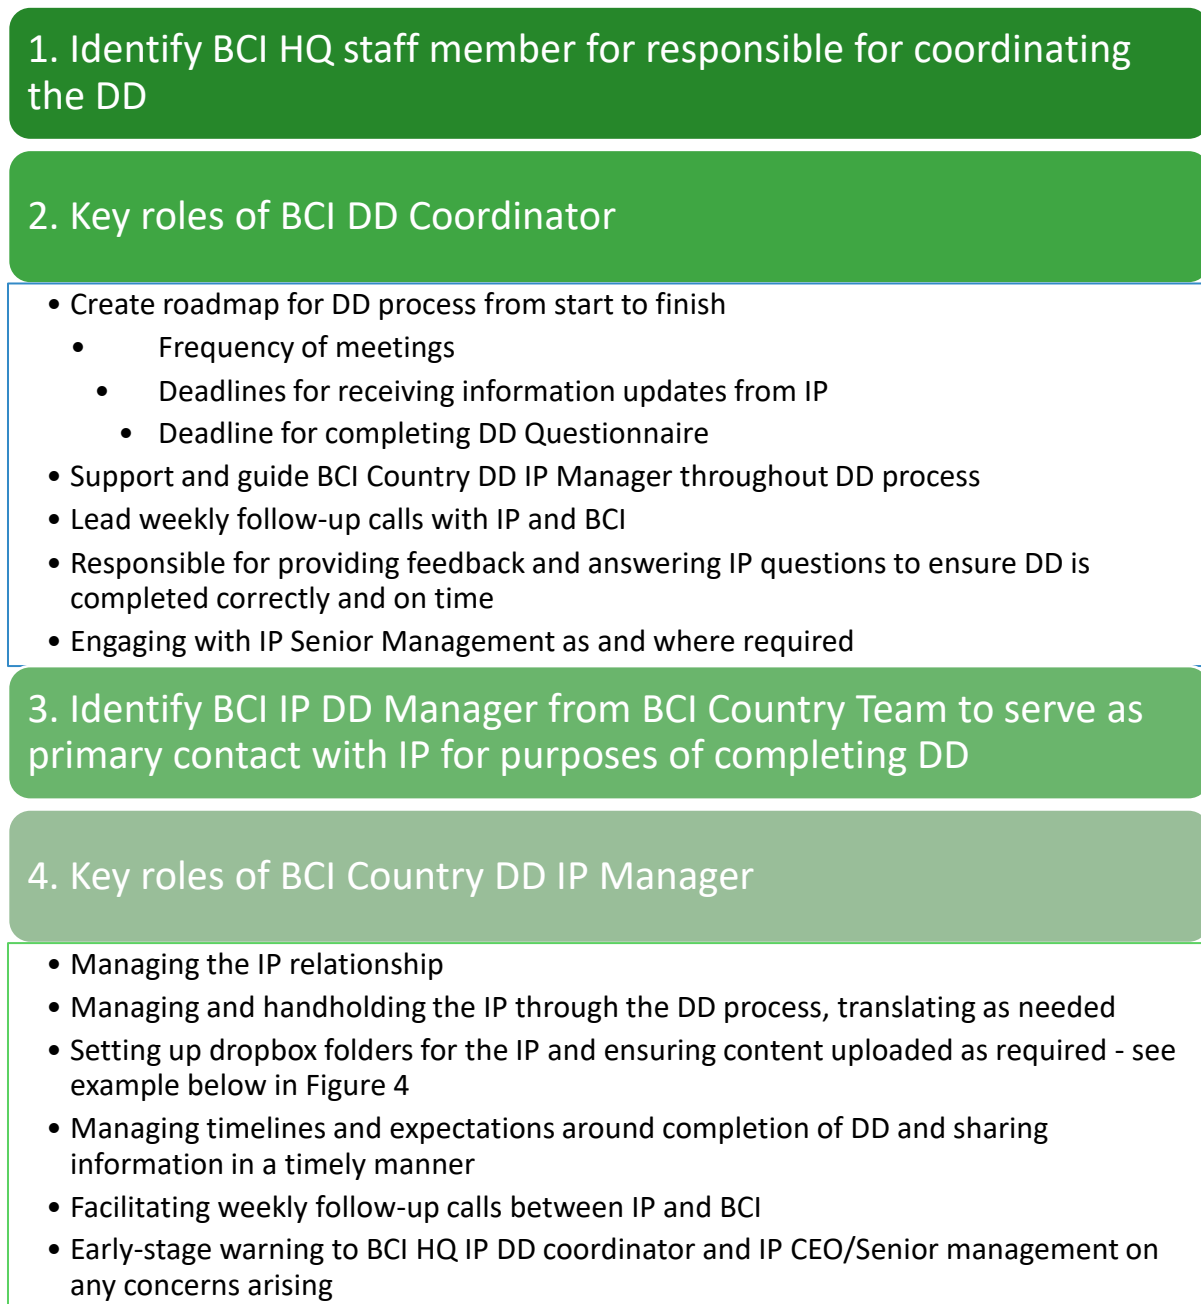 1. Identify BCI HQ staff member for responsible for coordinating
the DD
2. Key roles of BCI DD Coordinator
• Create roadmap for DD process from start to finish
• Frequency of meetings
• Deadlines for receiving information updates from IP
• Deadline for completing DD Questionnaire
• Support and guide BCI Country DD IP Manager throughout DD process
• Lead weekly follow-up calls with IP and BCI
• Responsible for providing feedback and answering IP questions to ensure DD is
completed correctly and on time
• Engaging with IP Senior Management as and where required
3. Identify BCI IP DD Manager from BCI Country Team to serve as
primary contact with IP for purposes of completing DD
4. Key roles of BCI Country DD IP Manager
• Managing the IP relationship
• Managing and handholding the IP through the DD process, translating as needed
• Setting up dropbox folders for the IP and ensuring content uploaded as required - see
example below in Figure 4
• Managing timelines and expectations around completion of DD and sharing
information in a timely manner
• Facilitating weekly follow-up calls between IP and BCI
• Early-stage warning to BCI HQ IP DD coordinator and IP CEO/Senior management on
any concerns arising